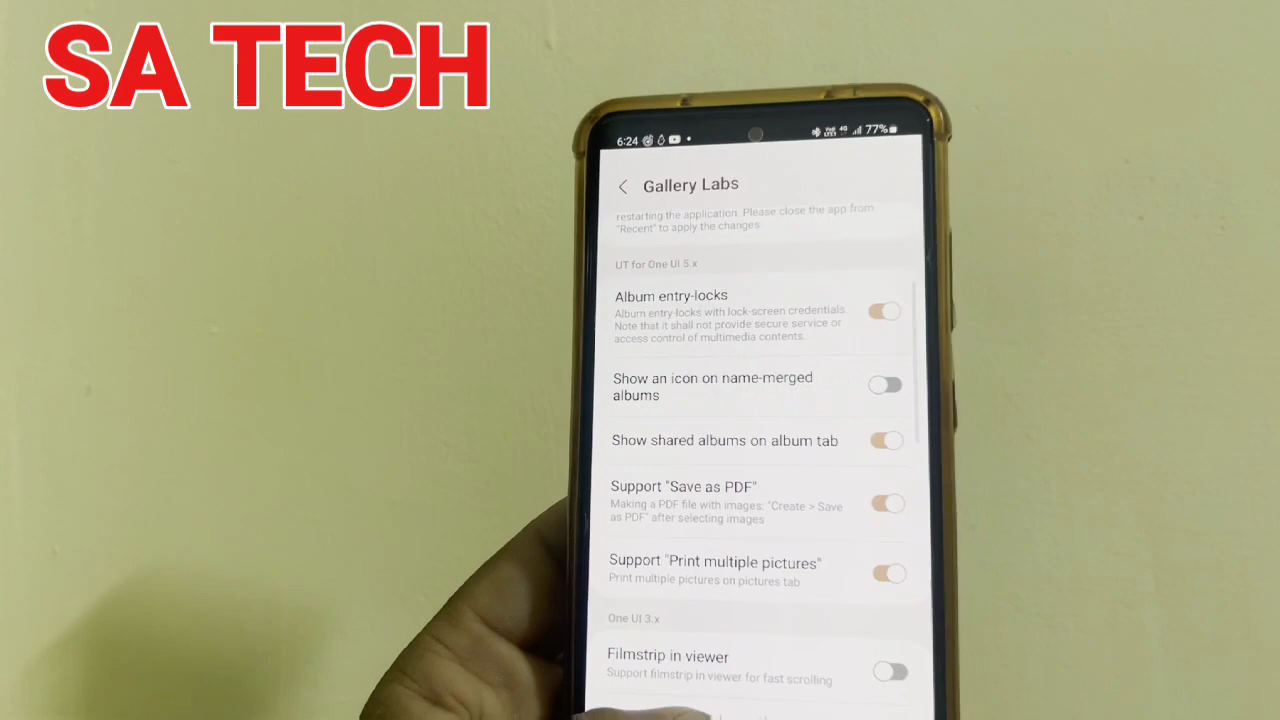 SA TECH
6:24
77%
Gallery Labs
restarting the application. Please close the app from
"Recent" to apply the changes
UT for One UI 5.x
Album entry-locks
Album entry-locks with lock-screen credentials.
Note that it shall not provide secure service or
access control of multimedia contents.
Show an icon on name-merged
albums
Show shared albums on album tab
Support "Save as PDF"
Making a PDF file with images: "Create > Save
as PDF" after selecting images
Support "Print multiple pictures"
Print multiple pictures on pictures tab
One UI 3.x
Filmstrip in viewer
Support filmstrip in viewer for fast scrolling